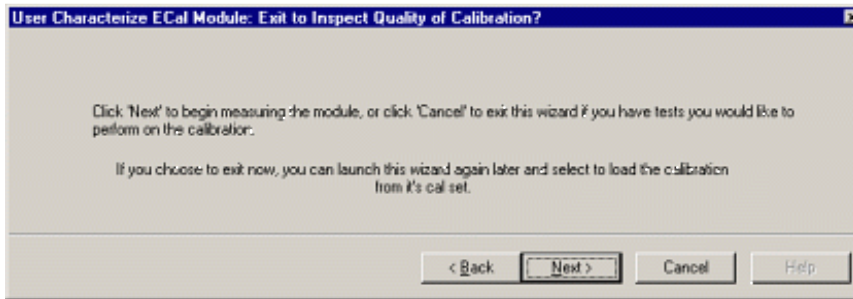 User Characterize ECal Module: Exit to Inspect Quality of Calibration?
Click 'Next' to begin measuring the module, or click 'Cancel' to exit this wizard if you have tests you would like to
perform on the calibration.
If you choose to exit now, you can launch this wizard again later and select to load the calibration
from it's cal set.
< Back Next > Cancel Help